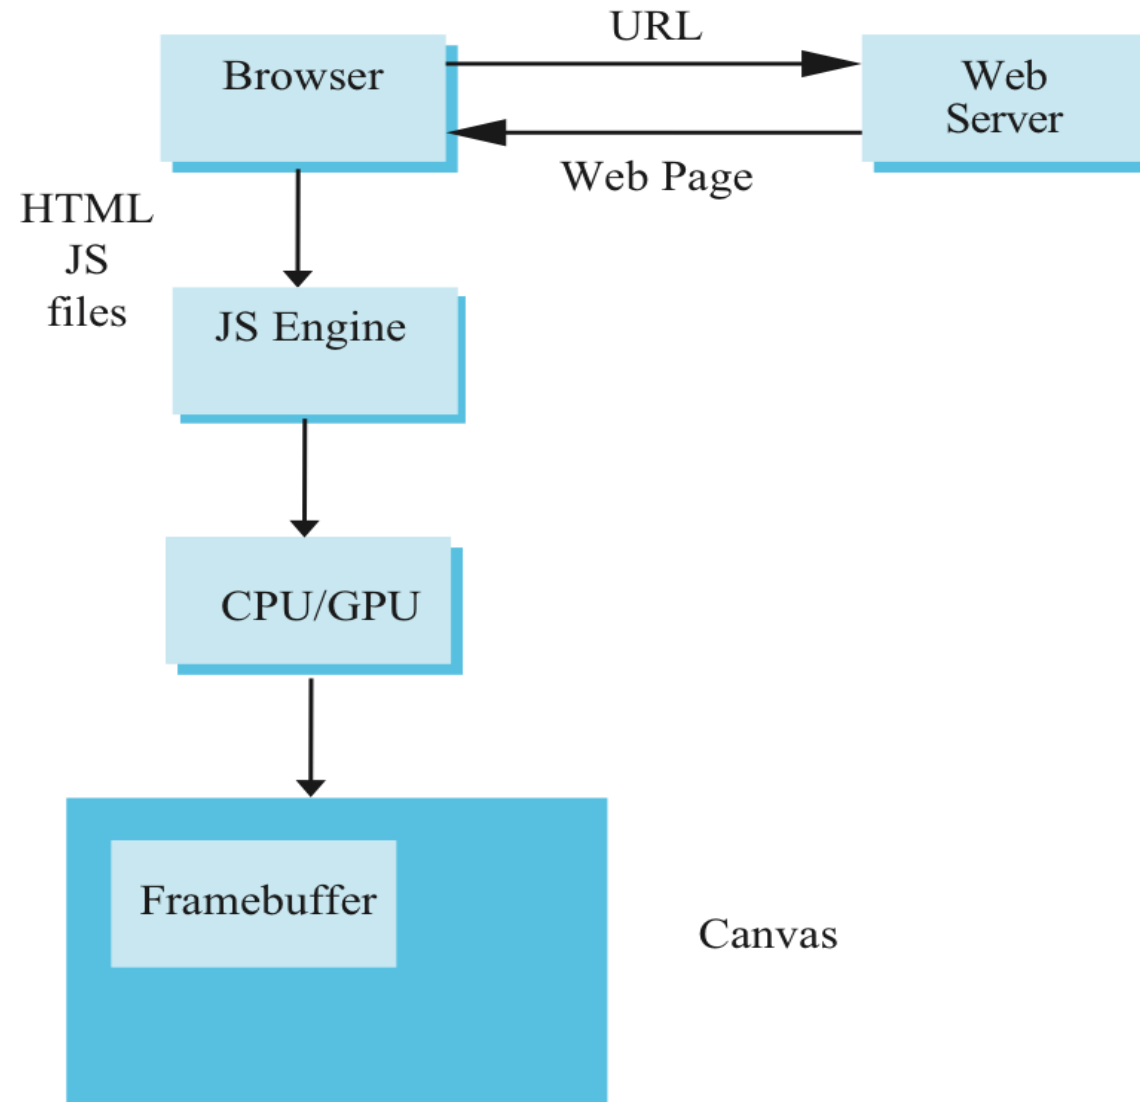 URL
Browser
Web
Server
Web Page
HTML
JS
files
JS Engine
CPU/GPU
Framebuffer
Canvas